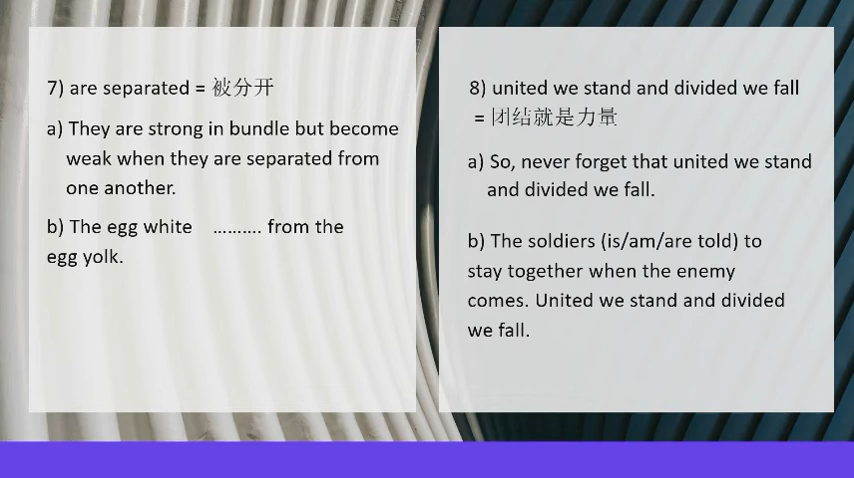 7) are separated = 被分开
a) They are strong in bundle but become
weak when they are separated from
one another.
b) The egg white ………. from the
egg yolk.
8) united we stand and divided we fall
= 团结就是力量
a) So, never forget that united we stand
and divided we fall.
b) The soldiers (is/am/are told) to
stay together when the enemy
comes. United we stand and divided
we fall.